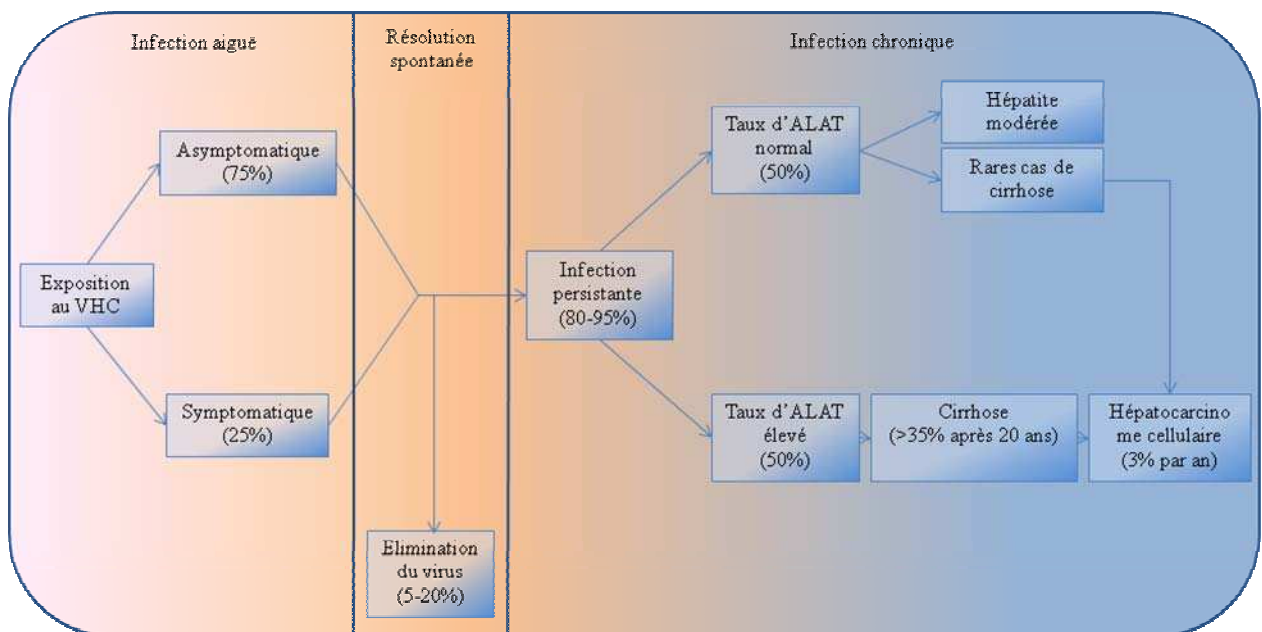 Infection aiguë
Résolution
spontanée
Infection chronique
Exposition
au VHC
Asymptomatique
(75%)
Symptomatique
(25%)
Elimination
du virus
(5-20%)
Infection
persistante
(80-95%)
Taux d'ALAT
normal
(50%)
Hépatite
modérée
Rares cas de
cirrhose
Taux d'ALAT
élevé
(50%)
Cirrhose
(>35% après 20 ans)
Hépatocarcino
me cellulaire
(3% par an)